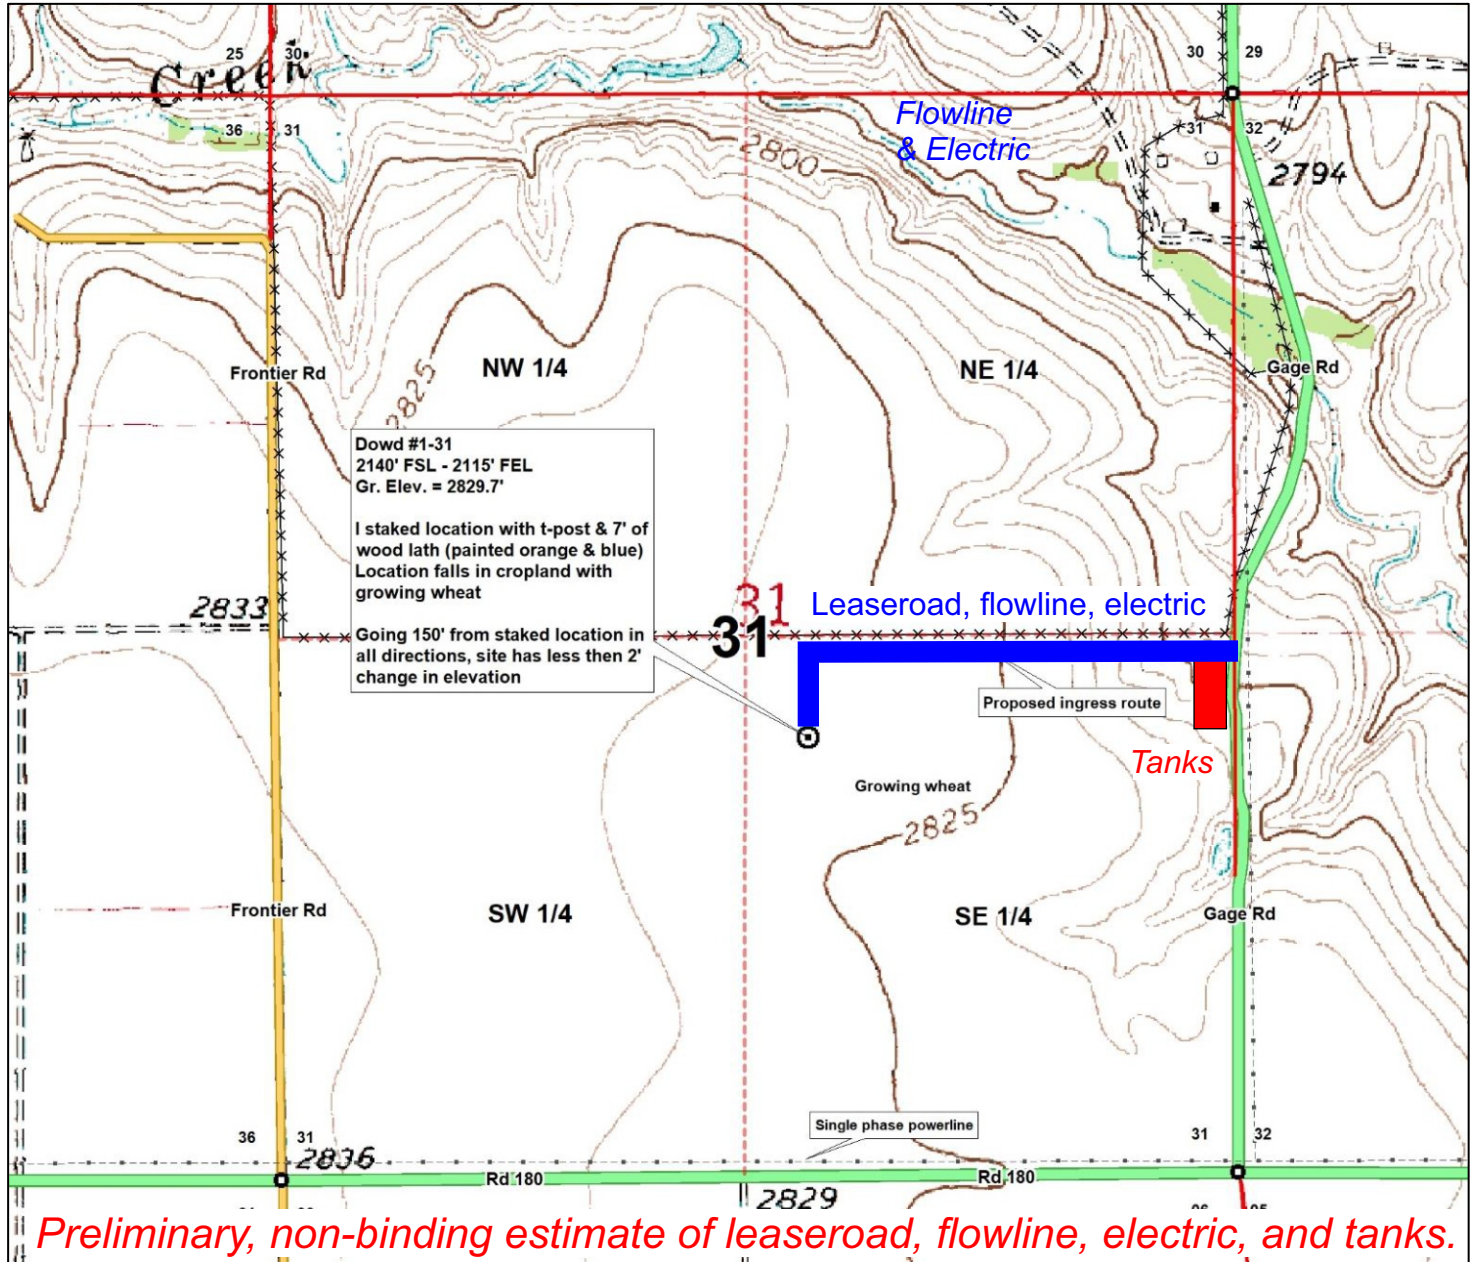 25
30
30
29
Creek
36
31
31
32
Flowline
& Electric
2800
2794
Frontier Rd
NW 1/4
NE 1/4
Gage Rd
2825
Dowd #1-31
2140' FSL - 2115' FEL
Gr. Elev. = 2829.7'
I staked location with t-post & 7' of
wood lath (painted orange & blue)
Location falls in cropland with
growing wheat
Going 150' from staked location in
all directions, site has less then 2'
change in elevation
2833
31
31
Leaseroad, flowline, electric
Proposed ingress route
Tanks
Growing wheat
2825
Frontier Rd
SW 1/4
SE 1/4
Gage Rd
Single phase powerline
36
31
31
32
2836
Rd 180
Rd 180
2829
Preliminary, non-binding estimate of leaseroad, flowline, electric, and tanks.